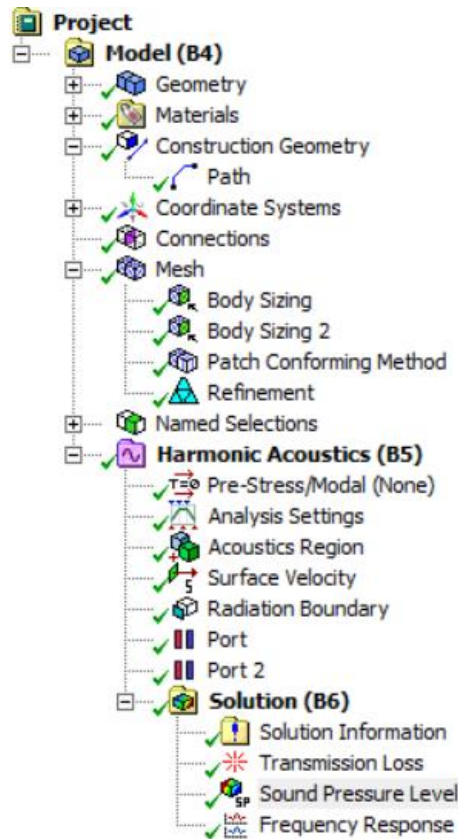 Project
Model (B4)
Geometry
Materials
Construction Geometry
Path
Coordinate Systems
Connections
Mesh
Body Sizing
Body Sizing 2
Patch Conforming Method
Refinement
Named Selections
Harmonic Acoustics (B5)
T=0 Pre-Stress/Modal (None)
Analysis Settings
Acoustics Region
S Surface Velocity
Radiation Boundary
Port
Port 2
Solution (B6)
Solution Information
Transmission Loss
SP Sound Pressure Level
Frequency Response